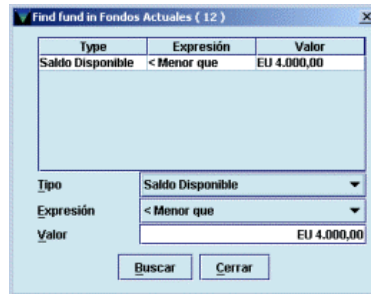 Find fund in Fondos Actuales ( 12 )
Type Expresión Valor
Saldo Disponible < Menor que EU 4.000,00
Tipo Saldo Disponible
Expresión < Menor que
Valor EU 4.000,00
Buscar Cerrar